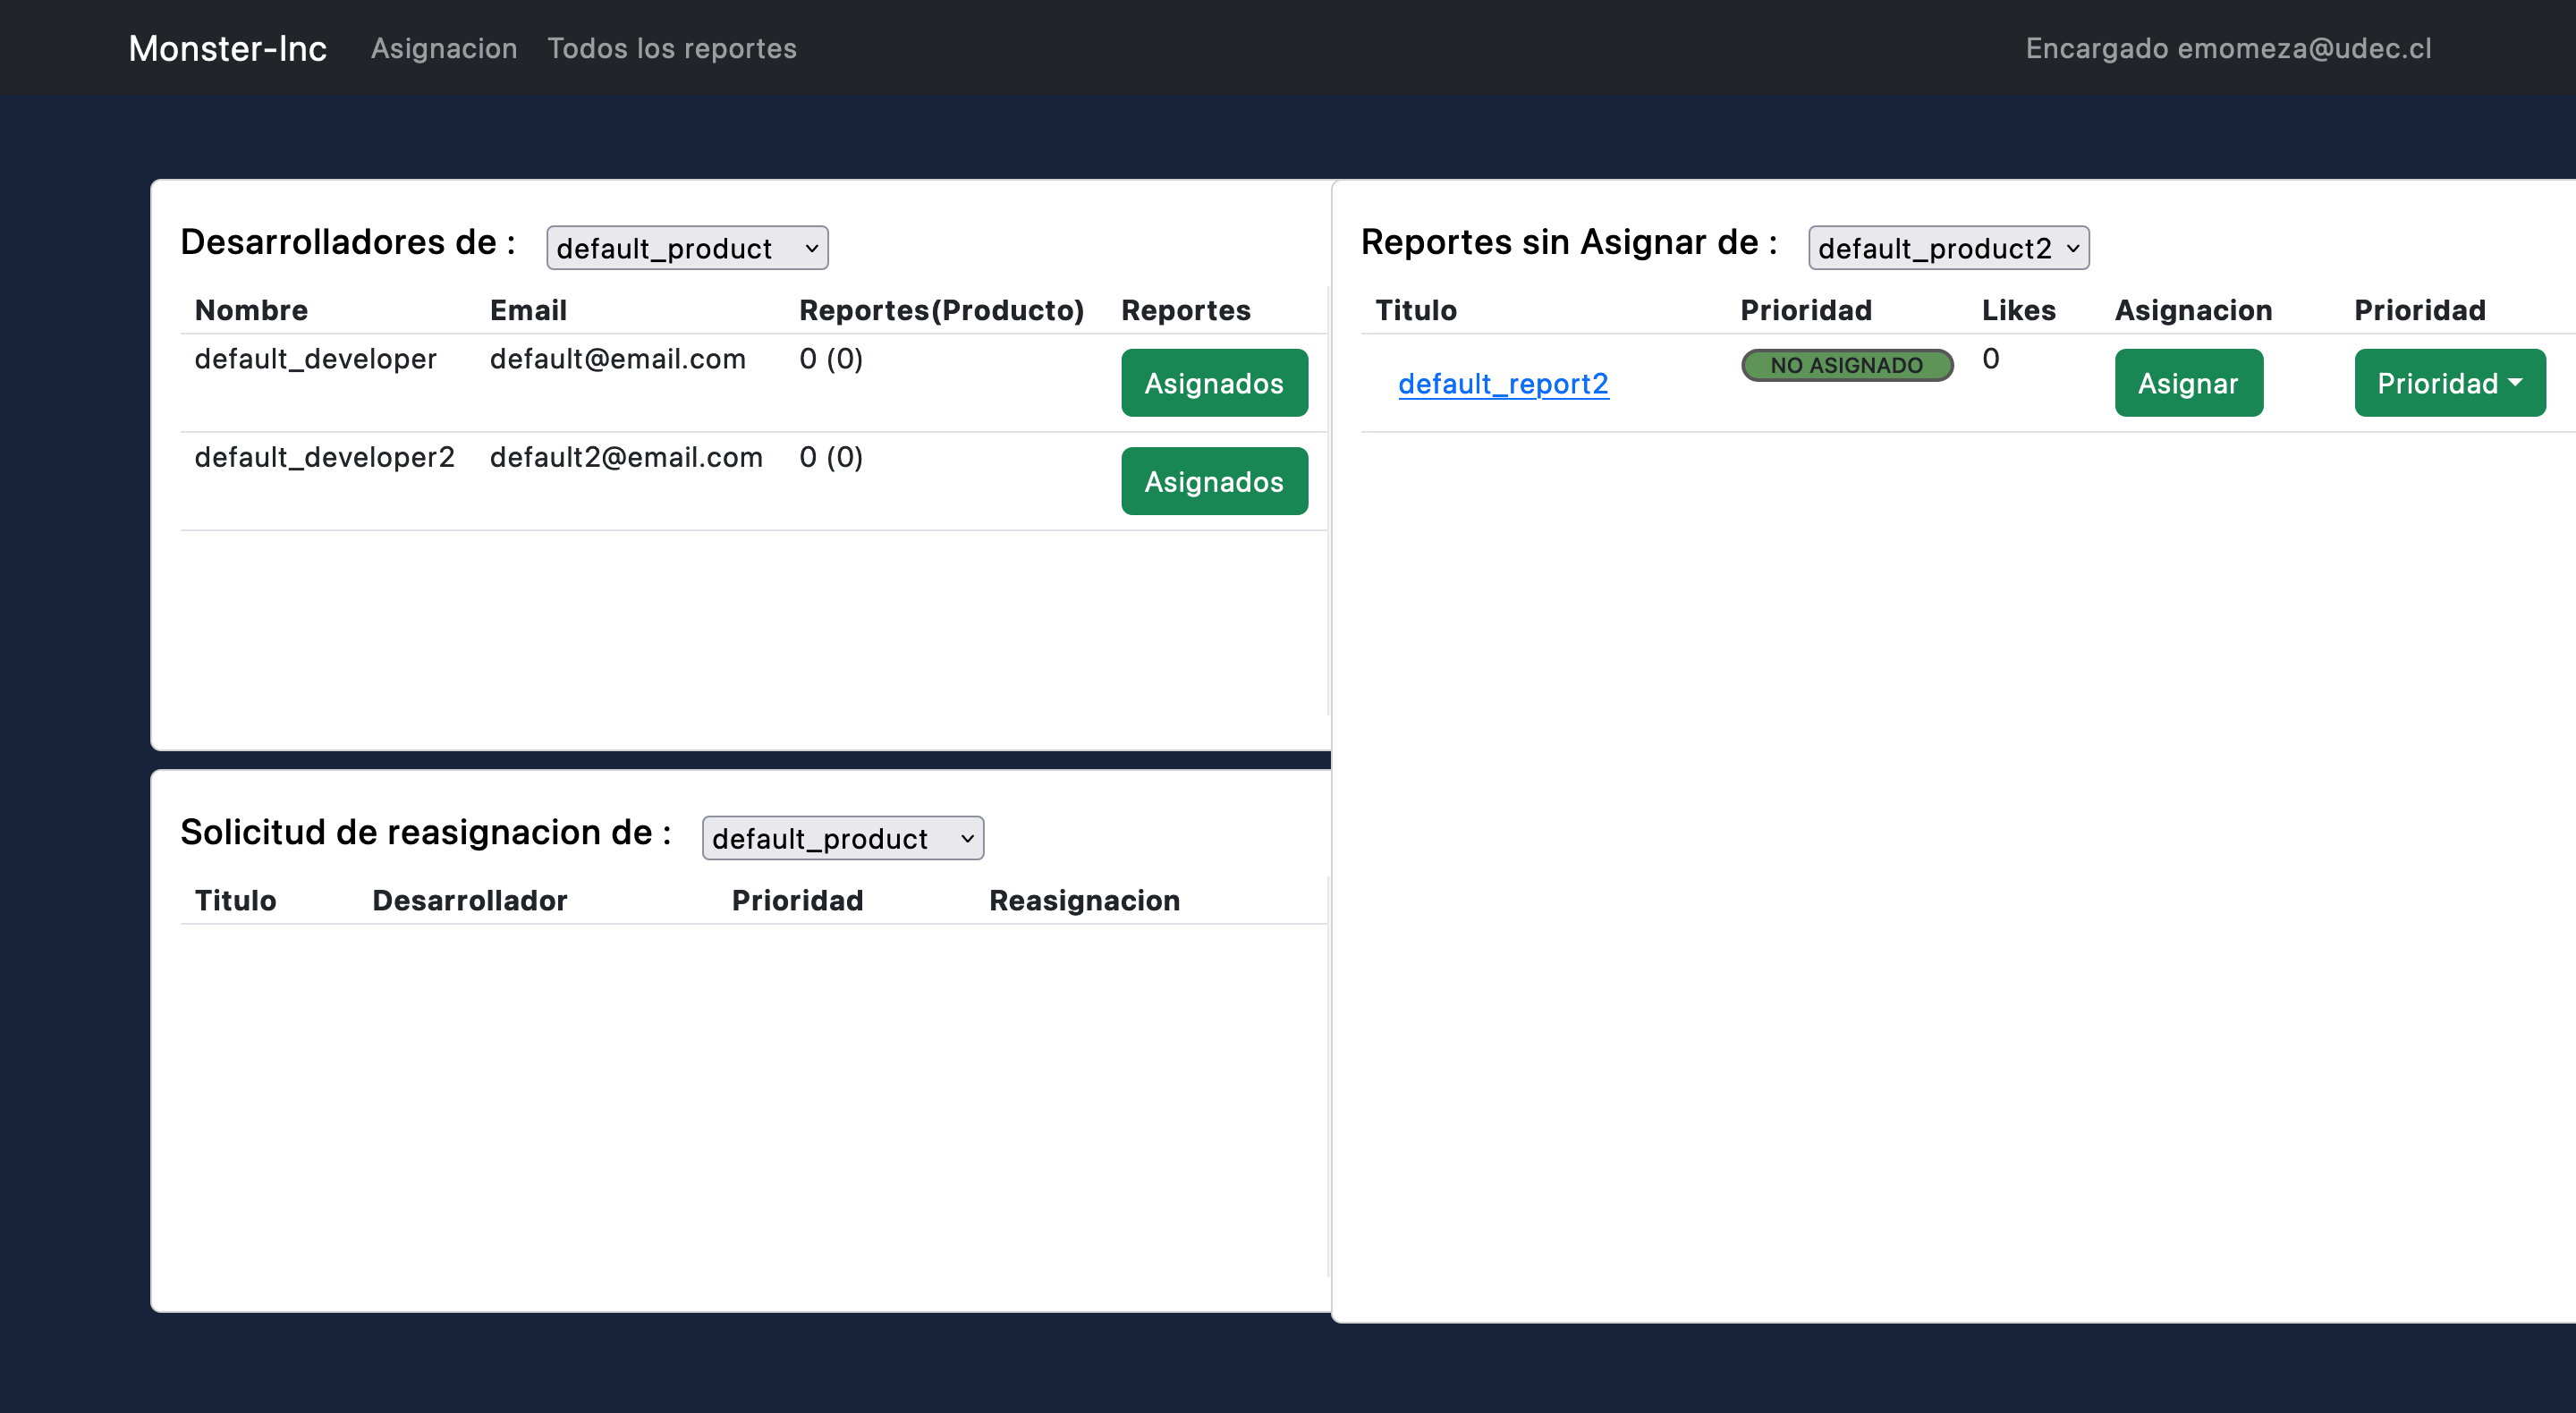 Monster-Inc Asignacion Todos los reportes Encargado emomeza@udec.cl
Desarrolladores de : default_product
Nombre Email Reportes(Producto) Reportes
default_developer default@email.com 0 (0) Asignados
default_developer2 default2@email.com 0 (0) Asignados
Solicitud de reasignacion de : default_product
Titulo Desarrollador Prioridad Reasignacion
Reportes sin Asignar de : default_product2
Titulo Prioridad Likes Asignacion Prioridad
default_report2 NO ASIGNADO 0 Asignar Prioridad